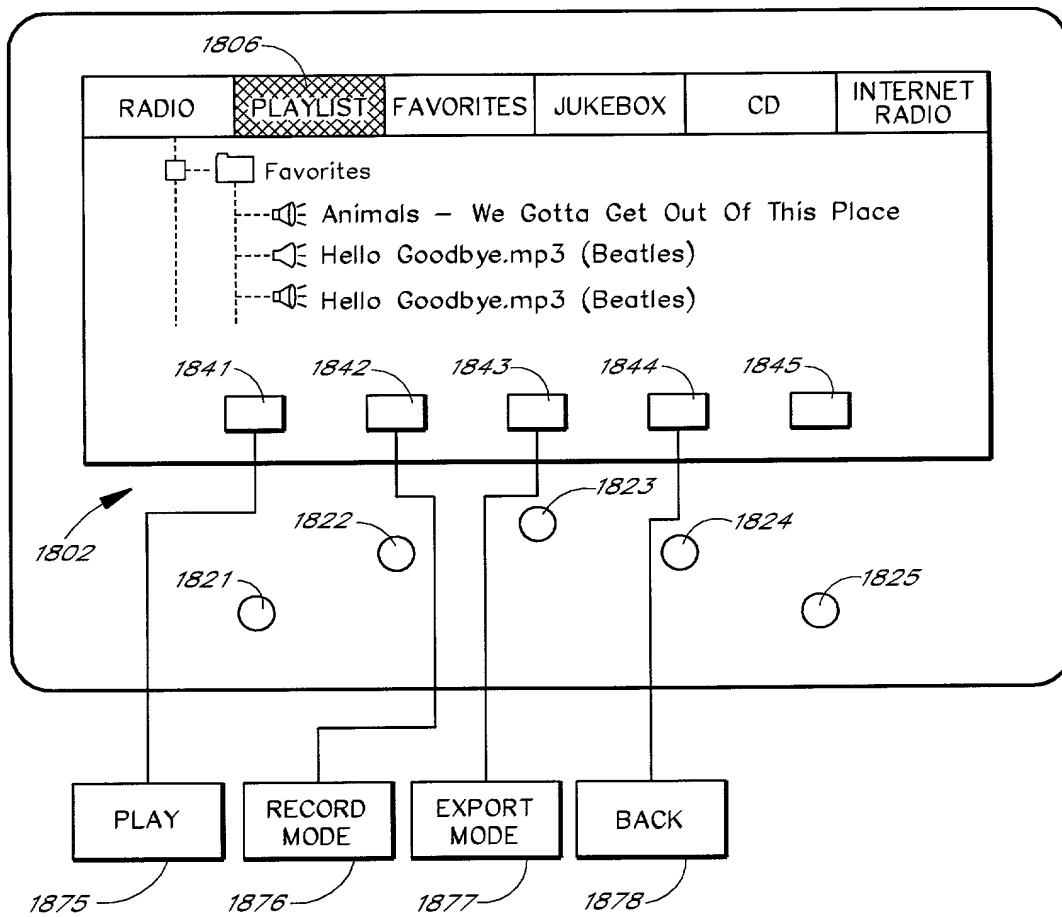 1806
RADIO PLAYLIST FAVORITES JUKEBOX CD INTERNET RADIO
Favorites
Animals – We Gotta Get Out Of This Place
Hello Goodbye.mp3 (Beatles)
Hello Goodbye.mp3 (Beatles)
1841 1842 1843 1844 1845
1823
1822 1824
1802
1821 1825
PLAY RECORD MODE EXPORT MODE BACK
1875 1876 1877 1878